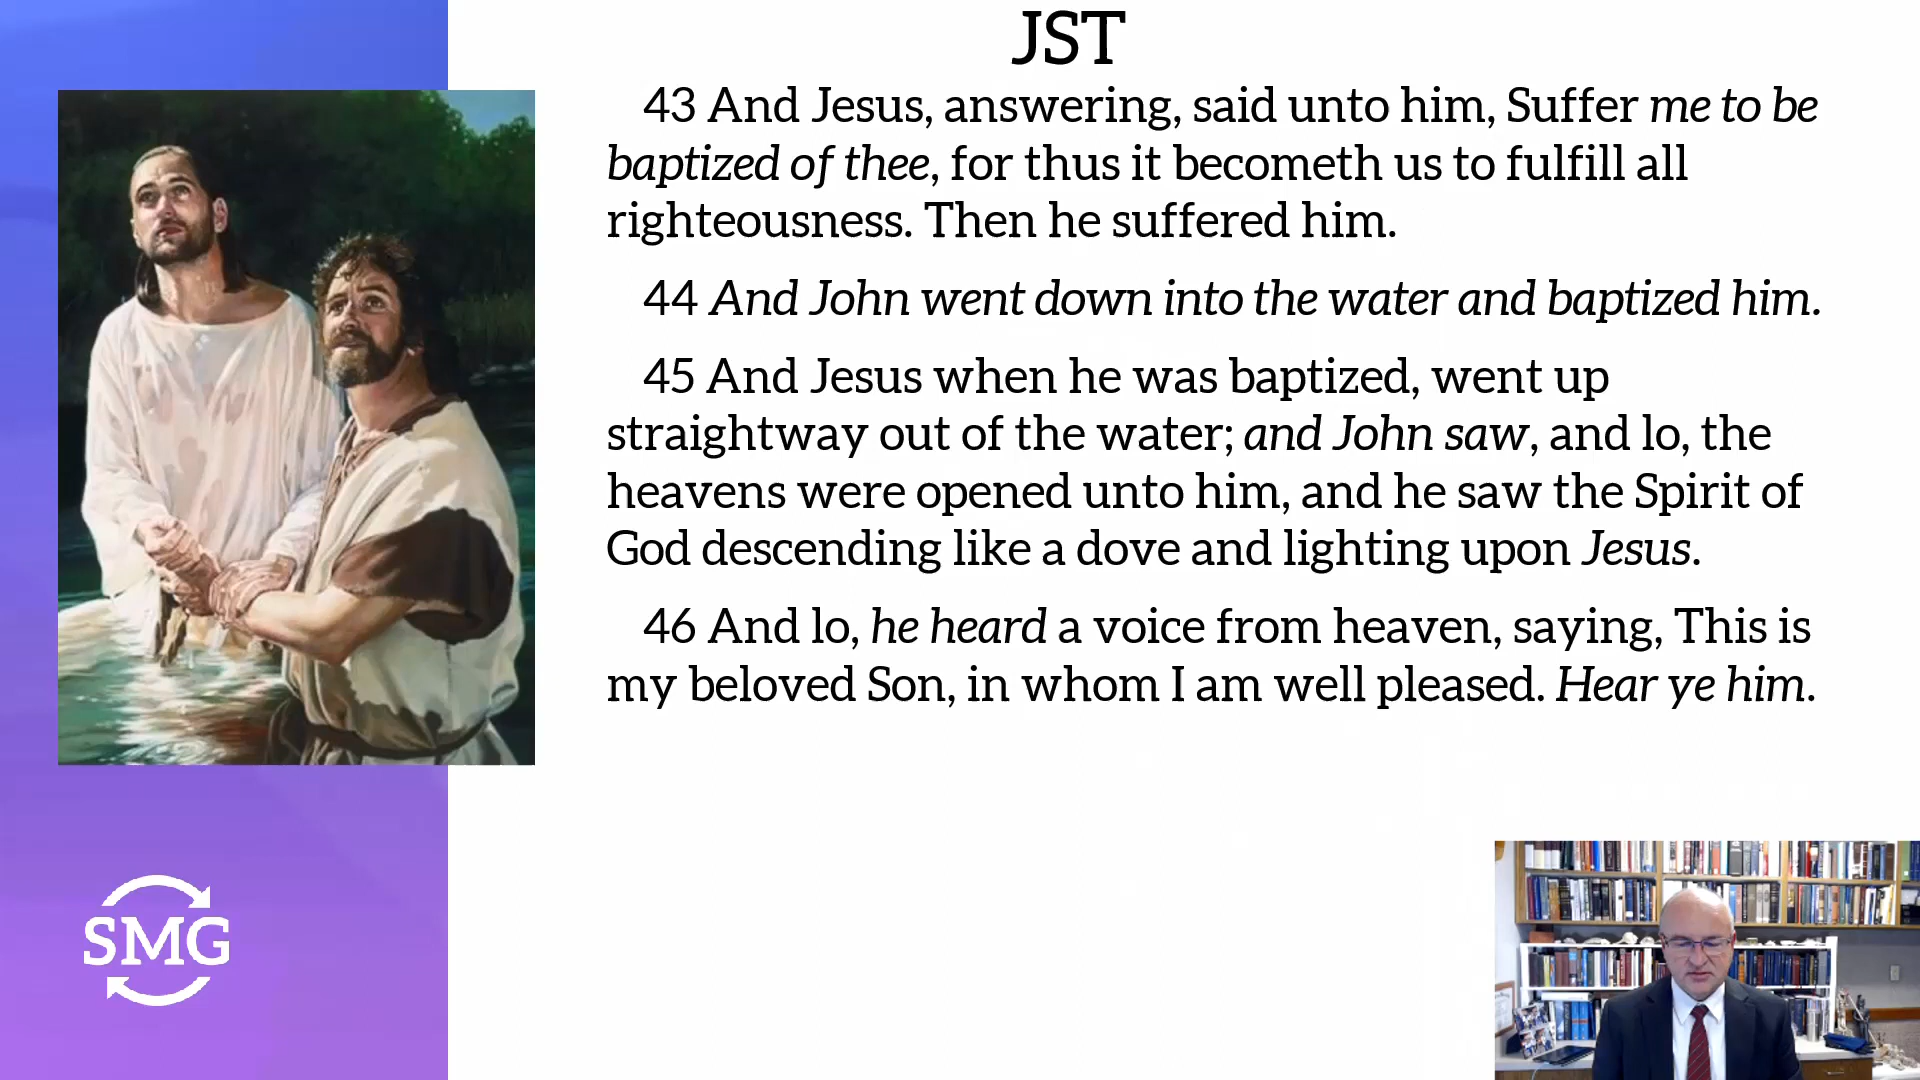 JST
43 And Jesus, answering, said unto him, Suffer me to be
baptized of thee, for thus it becometh us to fulfill all
righteousness. Then he suffered him.
44 And John went down into the water and baptized him.
45 And Jesus when he was baptized, went up
straightway out of the water; and John saw, and lo, the
heavens were opened unto him, and he saw the Spirit of
God descending like a dove and lighting upon Jesus.
46 And lo, he heard a voice from heaven, saying, This is
my beloved Son, in whom I am well pleased. Hear ye him.
SMG